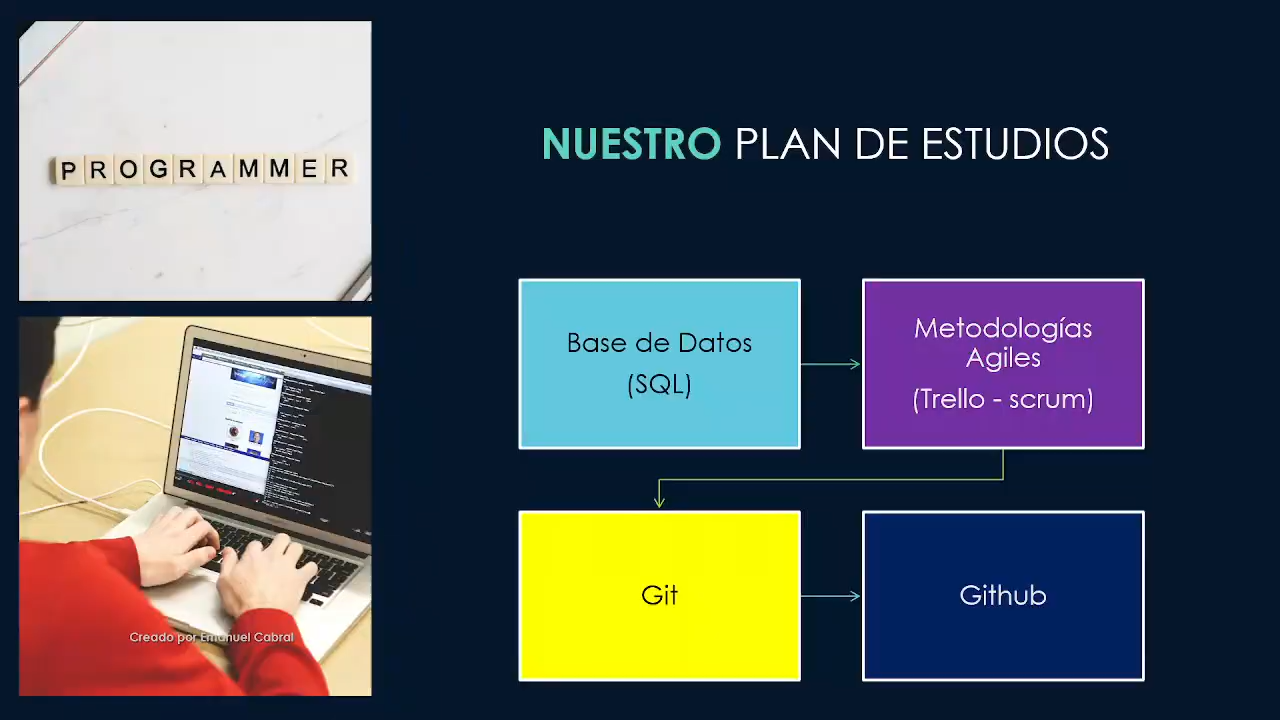 PROGRAMMER
NUESTRO PLAN DE ESTUDIOS
Base de Datos
(SQL)
Metodologías
Agiles
(Trello - scrum)
Git
Github
Creado por Emanuel Cabral